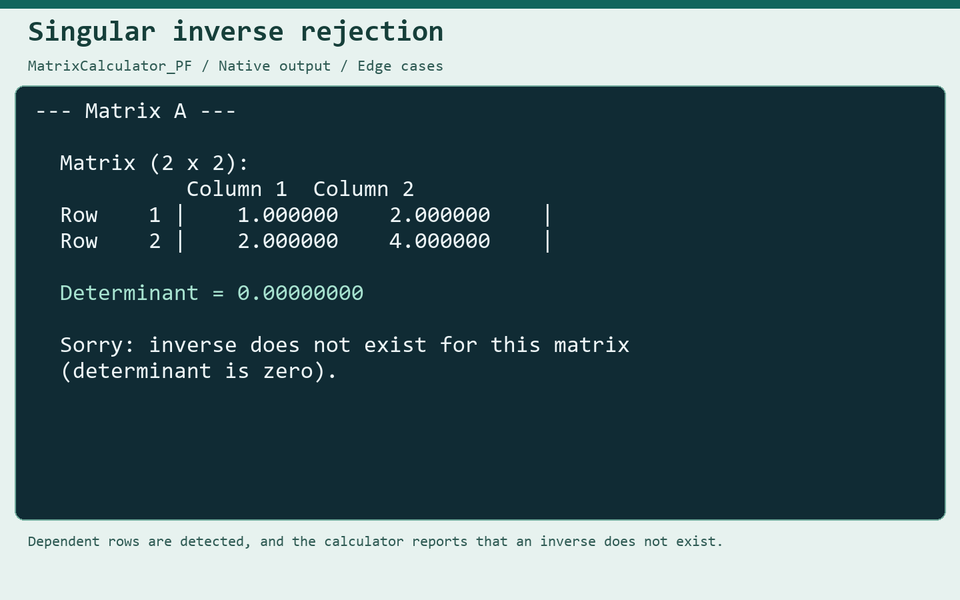 Singular inverse rejection
MatrixCalculator_PF / Native output / Edge cases
--- Matrix A ---
Matrix (2 x 2):
Column 1  Column 2
Row    1 |    1.000000    2.000000    |
Row    2 |    2.000000    4.000000    |
Determinant = 0.00000000
Sorry: inverse does not exist for this matrix
(determinant is zero).
Dependent rows are detected, and the calculator reports that an inverse does not exist.